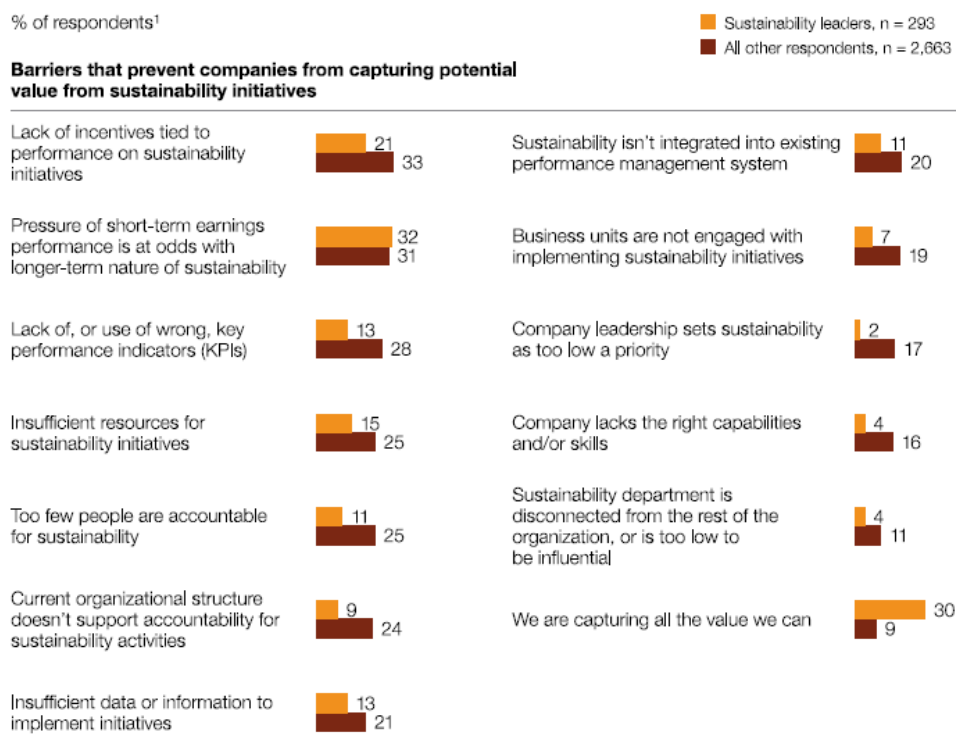 % of respondents¹
Sustainability leaders, n = 293
All other respondents, n = 2,663
Barriers that prevent companies from capturing potential
value from sustainability initiatives
Lack of incentives tied to
performance on sustainability
initiatives
21
33
Pressure of short-term earnings
performance is at odds with
longer-term nature of sustainability
32
31
Lack of, or use of wrong, key
performance indicators (KPIs)
13
28
Insufficient resources for
sustainability initiatives
15
25
Too few people are accountable
for sustainability
11
25
Current organizational structure
doesn't support accountability for
sustainability activities
9
24
Insufficient data or information to
implement initiatives
13
21
Sustainability isn't integrated into existing
performance management system
11
20
Business units are not engaged with
implementing sustainability initiatives
7
19
Company leadership sets sustainability
as too low a priority
2
17
Company lacks the right capabilities
and/or skills
4
16
Sustainability department is
disconnected from the rest of the
organization, or is too low to
be influential
4
11
We are capturing all the value we can
30
9